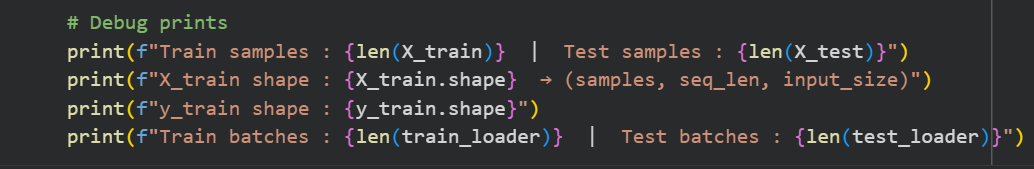 # Debug prints
print(f"Train samples : {len(X_train)}  |  Test samples : {len(X_test)}")
print(f"X_train shape : {X_train.shape}  → (samples, seq_len, input_size)")
print(f"y_train shape : {y_train.shape}")
print(f"Train batches : {len(train_loader)}  |  Test batches : {len(test_loader)}")